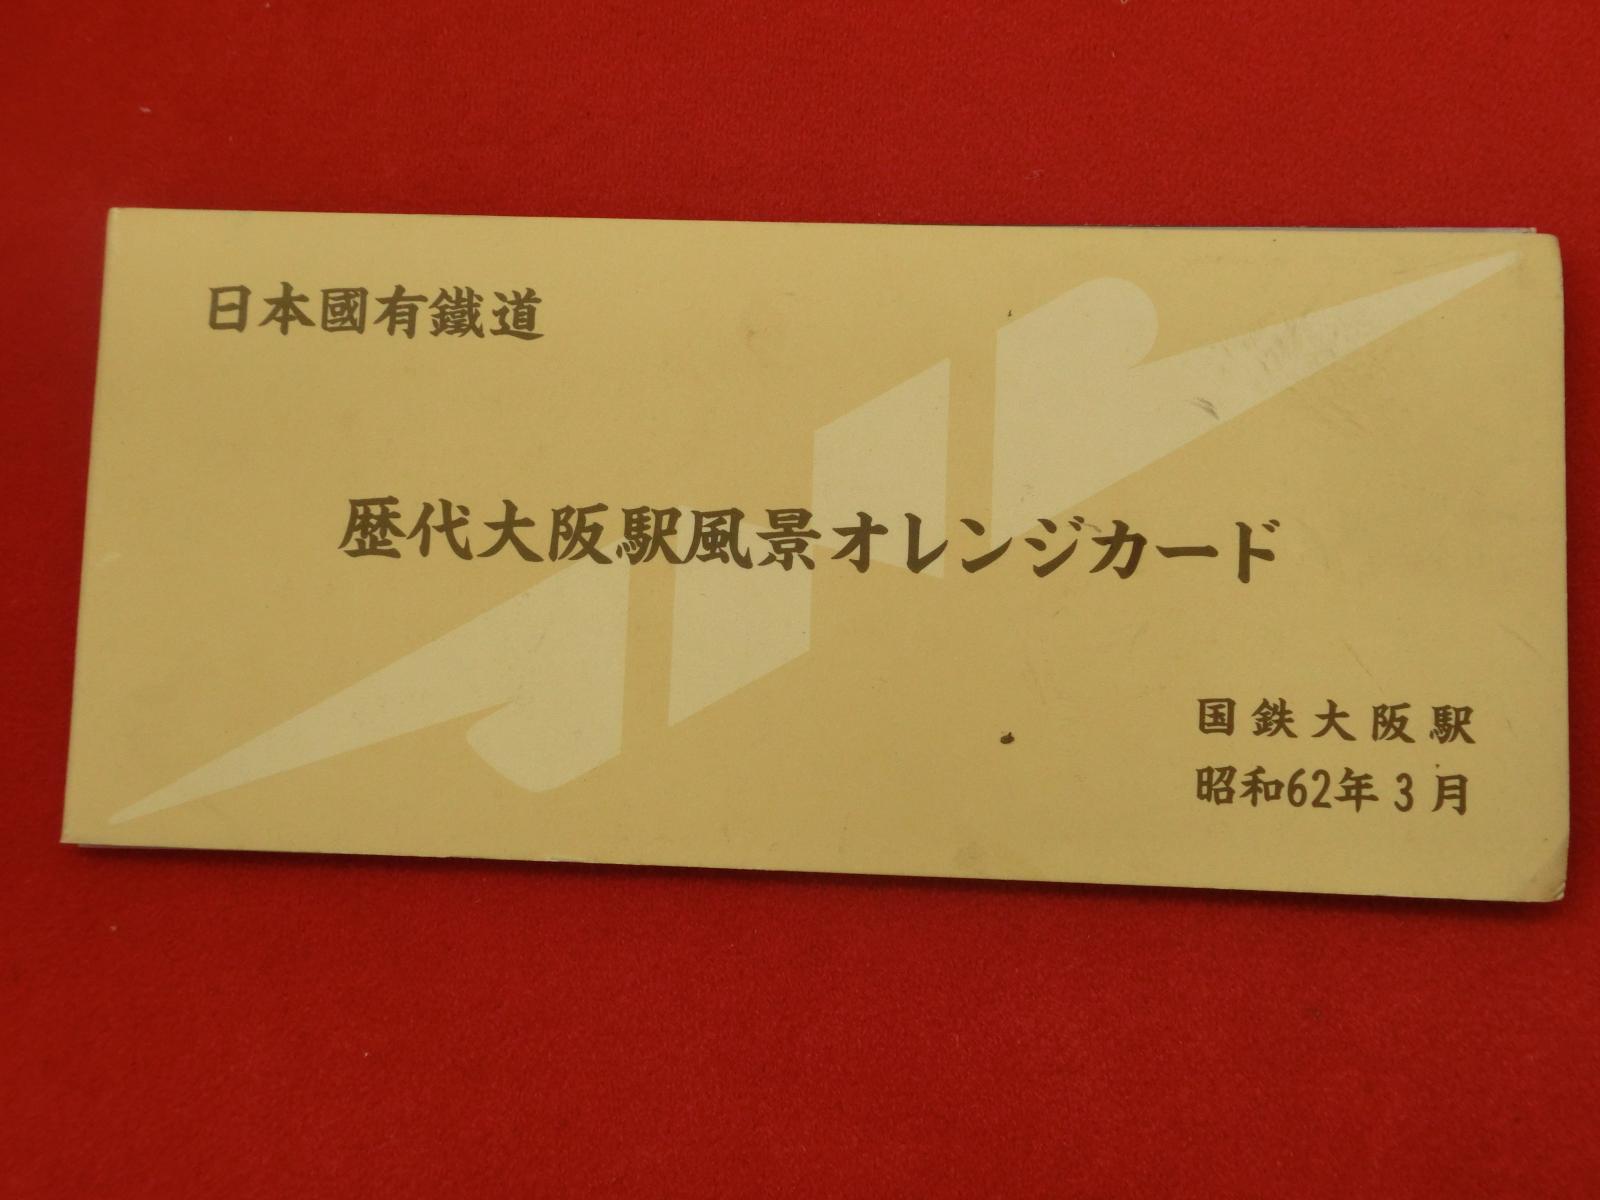 日本國有鐵道
歴代大阪駅風景オレンジカード
国鉄大阪駅
昭和62年3月